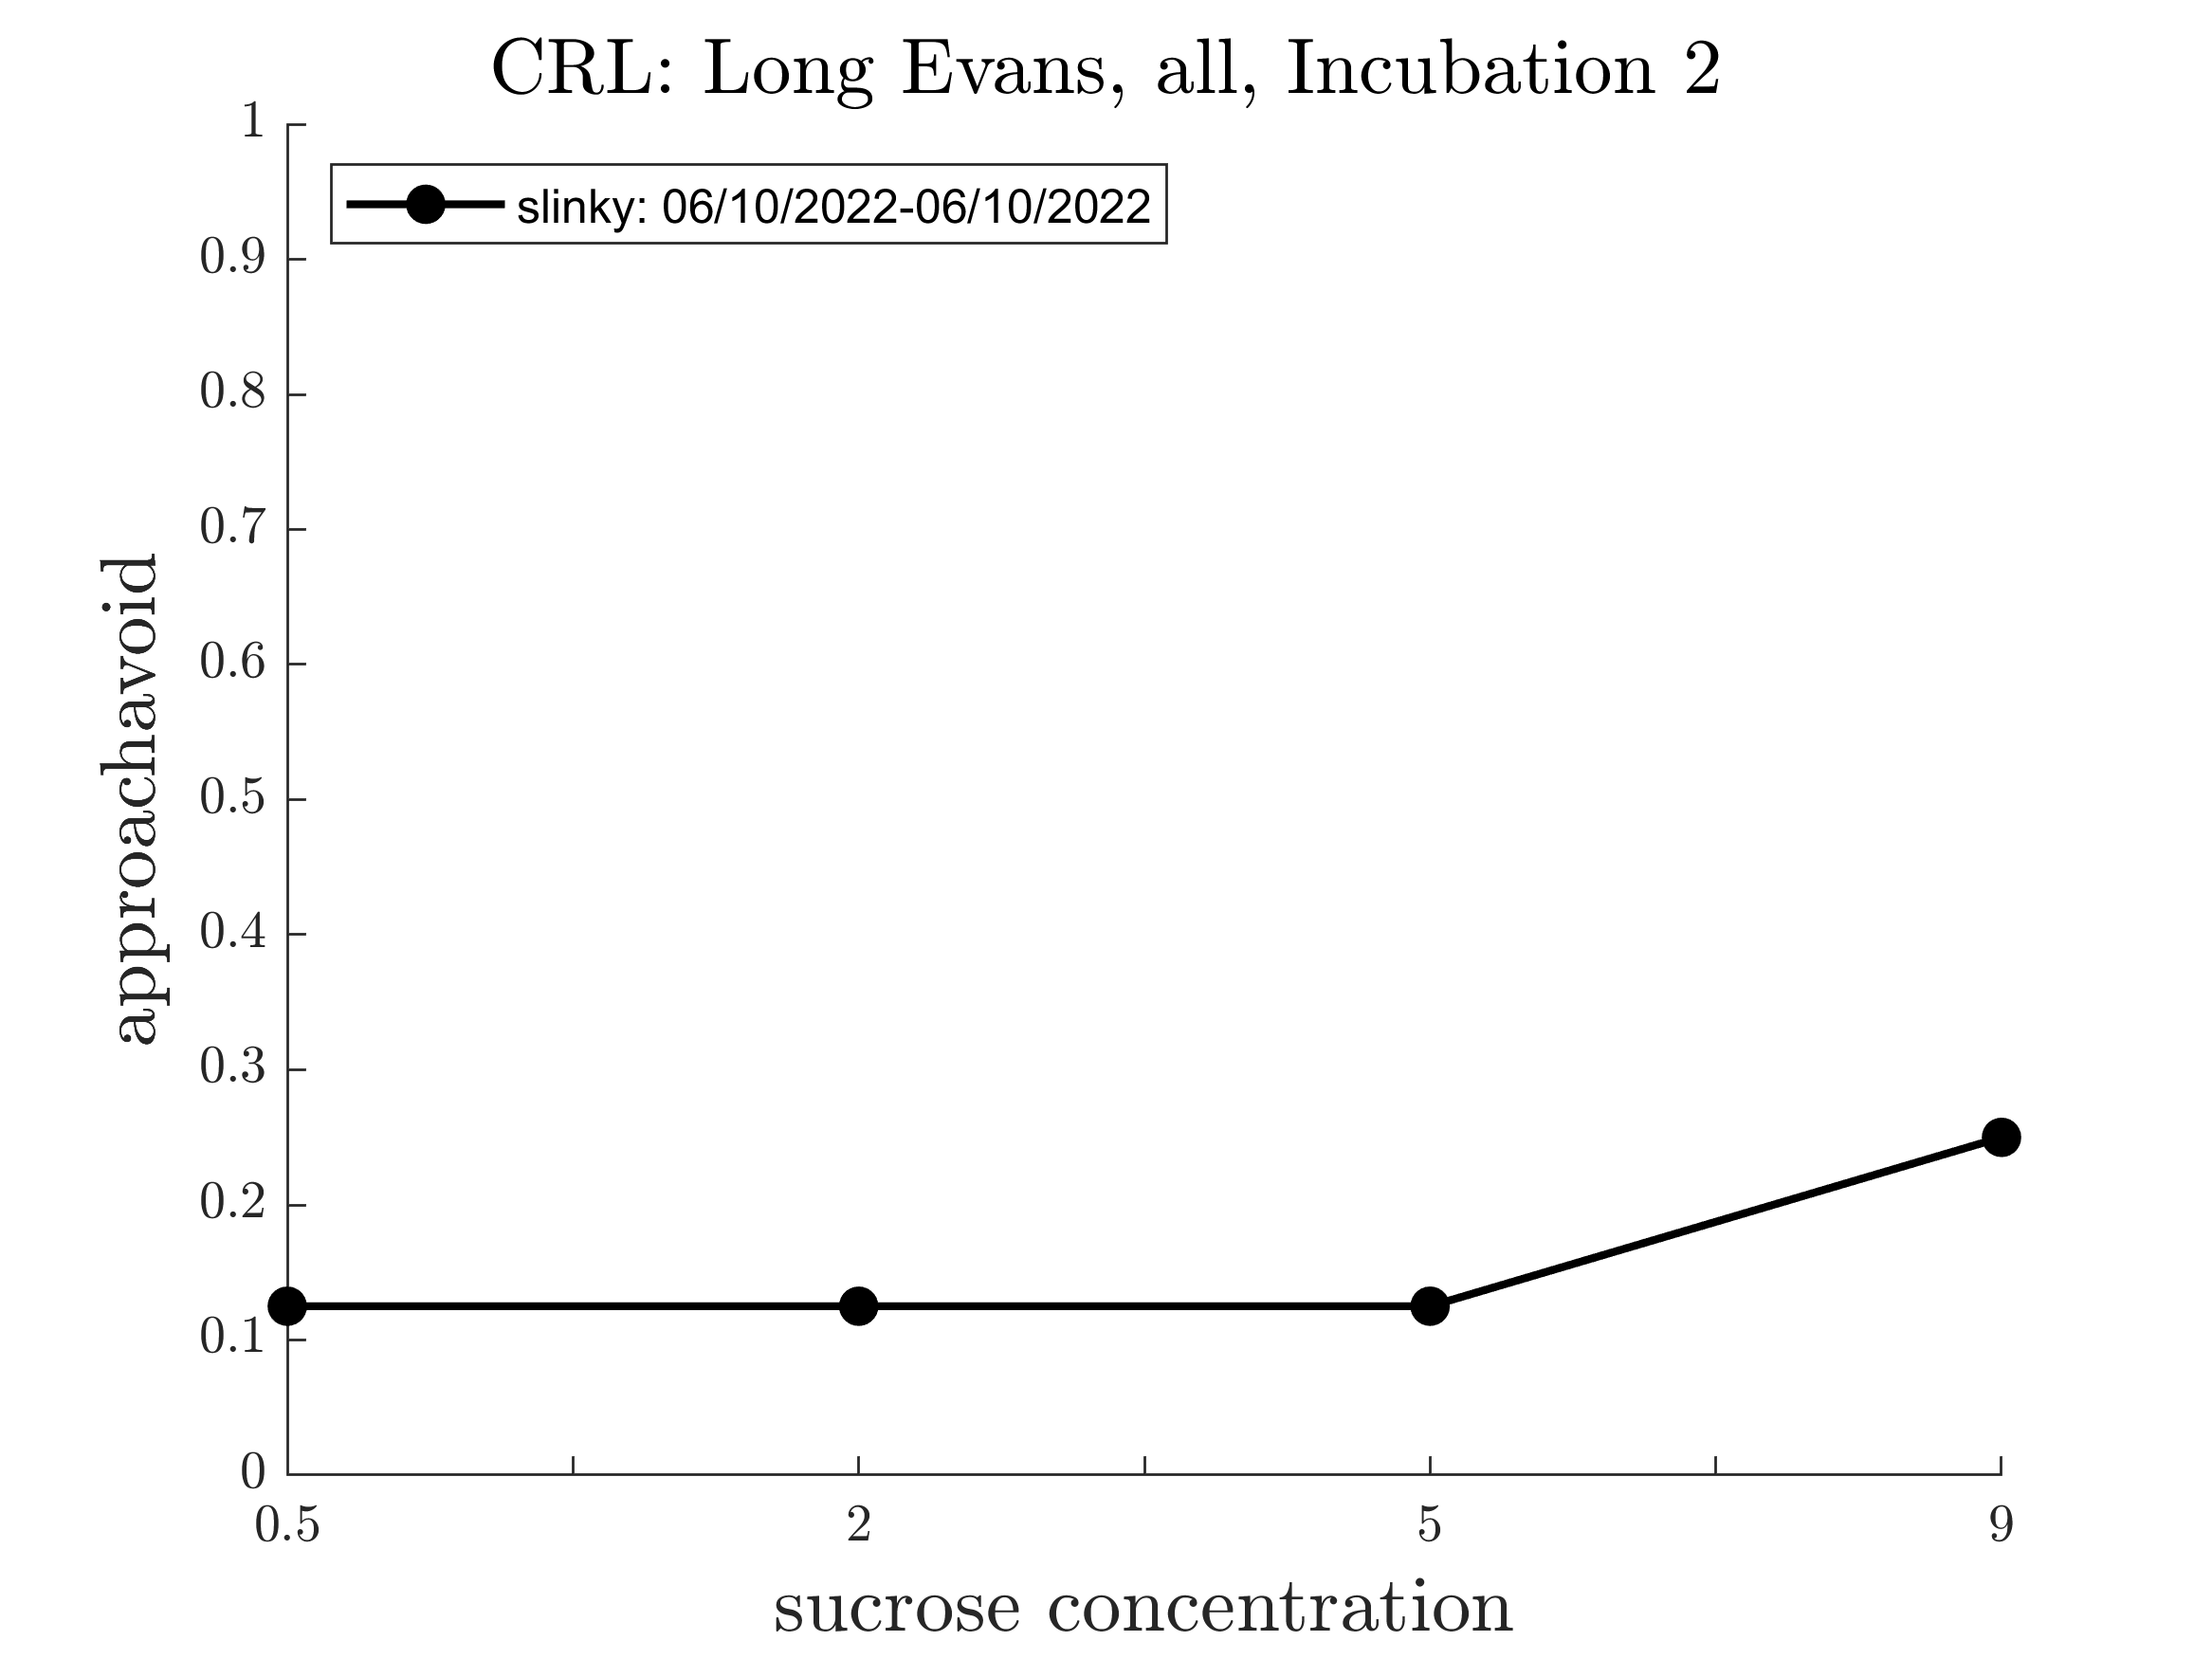 CRL: Long Evans, all, Incubation 2
slinky: 06/10/2022-06/10/2022
approachavoid
1
0.9
0.8
0.7
0.6
0.5
0.4
0.3
0.2
0.1
0
0.5 2 5 9
sucrose concentration